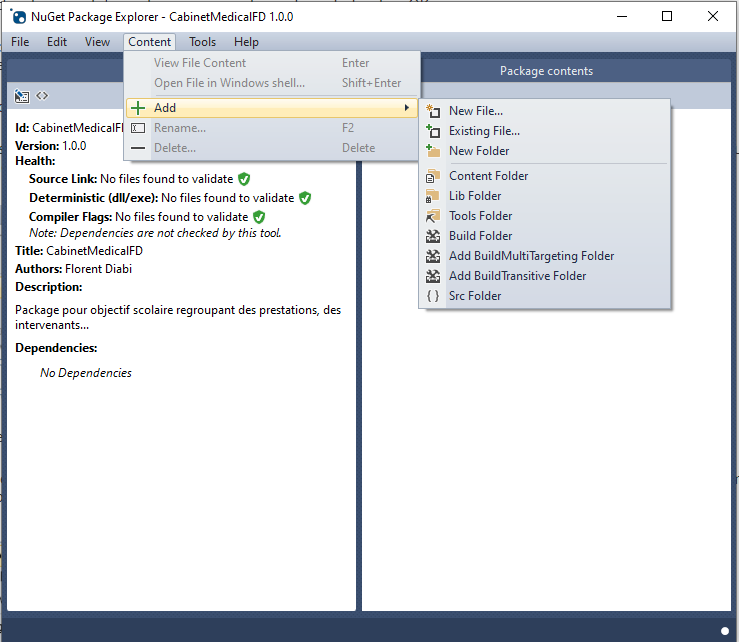 NuGet Package Explorer - CabinetMedicalFD 1.0.0
File Edit View Content Tools Help
View File Content Enter
Open File in Windows shell... Shift+Enter
Add
Rename... F2
Delete... Delete
Package contents
New File...
Existing File...
New Folder
Content Folder
Lib Folder
Tools Folder
Build Folder
Add BuildMultiTargeting Folder
Add BuildTransitive Folder
Src Folder
Id: CabinetMedicalF
Version: 1.0.0
Health:
Source Link: No files found to validate
Deterministic (dll/exe): No files found to validate
Compiler Flags: No files found to validate
Note: Dependencies are not checked by this tool.
Title: CabinetMedicalFD
Authors: Florent Diabi
Description:
Package pour objectif scolaire regroupant des prestations, des
intervenants...
Dependencies:
No Dependencies